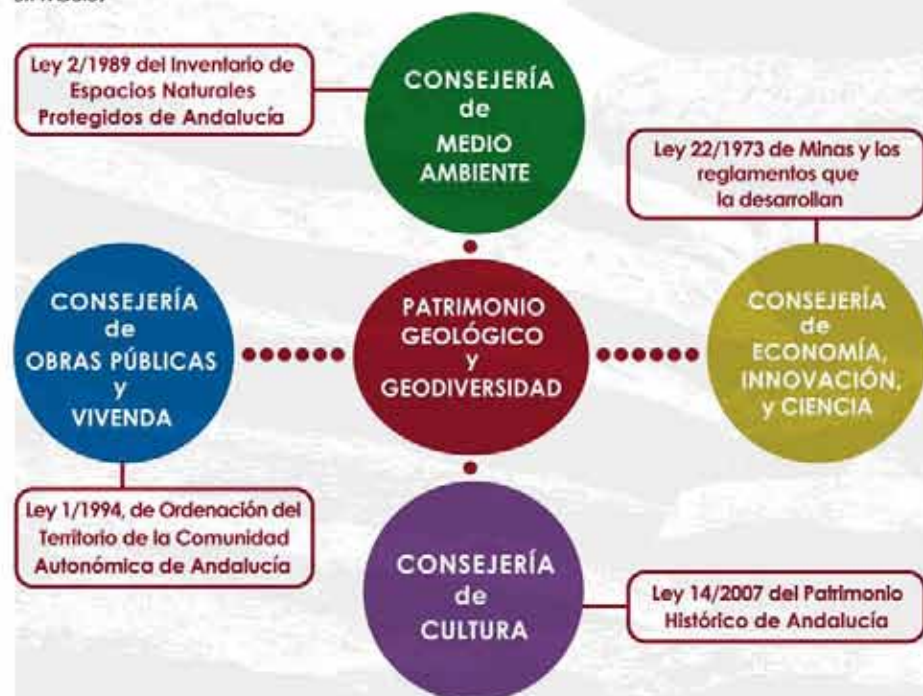 Ley 2/1989 del Inventario de
Espacios Naturales
Protegidos de Andalucía
CONSEJERÍA
de
MEDIO
AMBIENTE
Ley 22/1973 de Minas y los
reglamentos que
la desarrollan
CONSEJERÍA
de
OBRAS PÚBLICAS
y
VIVENDA
PATRIMONIO
GEOLÓGICO
y
GEODIVERSIDAD
CONSEJERÍA
de
ECONOMÍA,
INNOVACIÓN,
y CIENCIA
Ley 1/1994, de Ordenación del
Territorio de la Comunidad
Autonómica de Andalucía
CONSEJERÍA
de
CULTURA
Ley 14/2007 del Patrimonio
Histórico de Andalucía